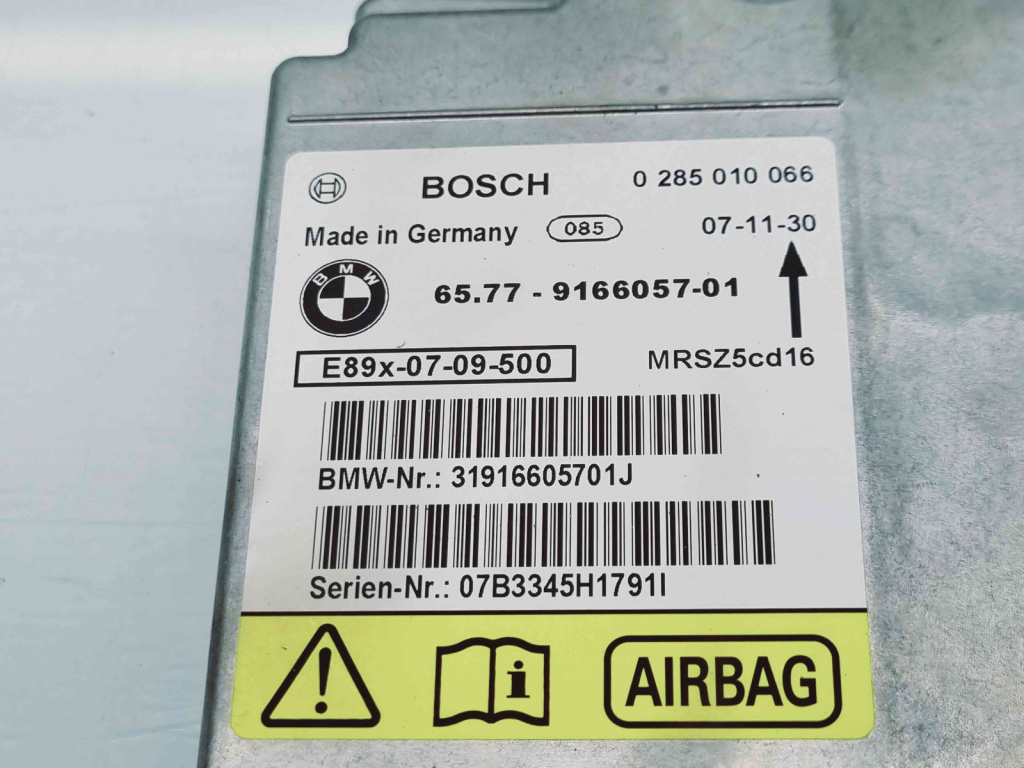 BOSCH 0 285 010 066
Made in Germany 085 07-11-30
BMW
65.77 - 9166057-01
E89x-07-09-500 MRSZ5cd16
BMW-Nr.: 31916605701J
Serien-Nr.: 07B3345H1791I
i AIRBAG